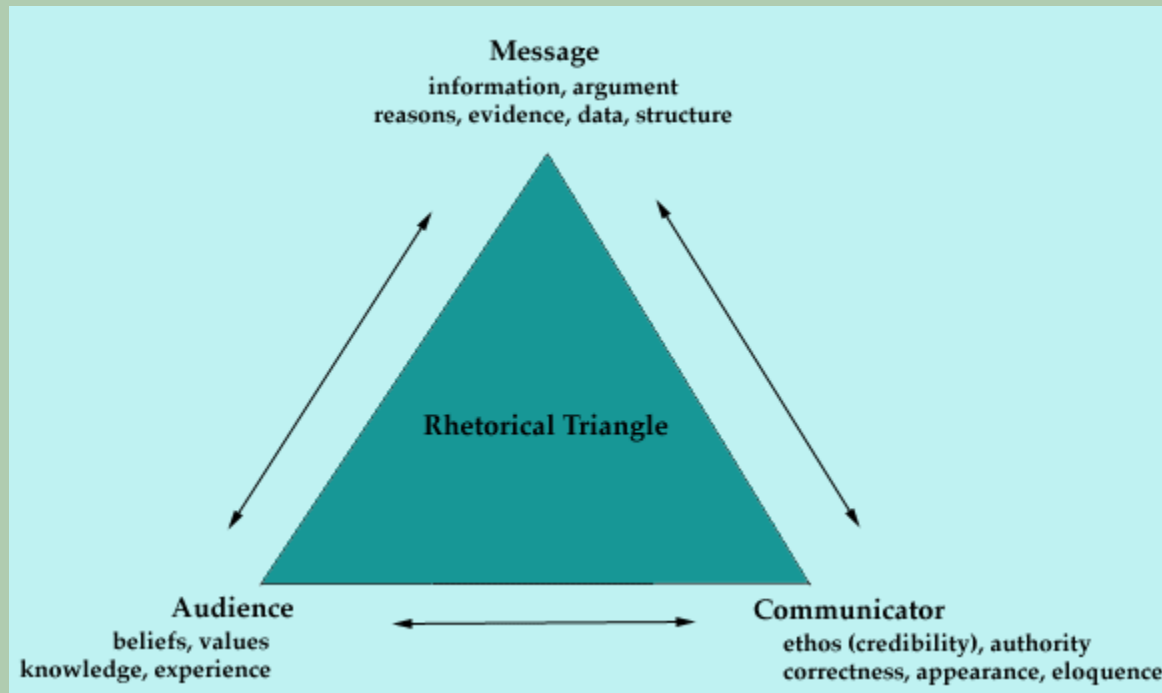 Message
information, argument
reasons, evidence, data, structure
Rhetorical Triangle
Audience
beliefs, values
knowledge, experience
Communicator
ethos (credibility), authority
correctness, appearance, eloquence